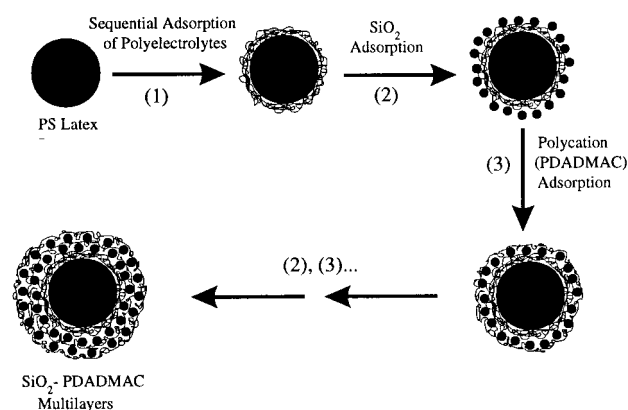 Sequential Adsorption
of Polyelectrolytes
(1)
PS Latex
SiO₂
Adsorption
(2)
(3)
Polycation
(PDADMAC)
Adsorption
(2), (3)...
SiO₂- PDADMAC
Multilayers